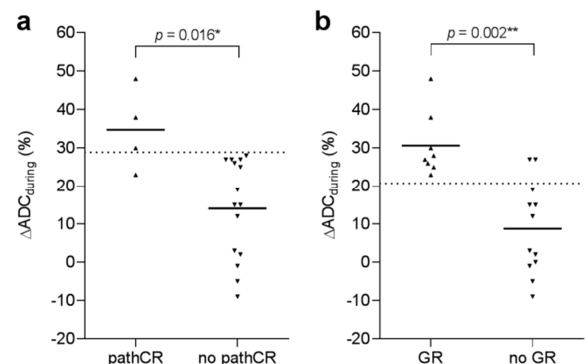 a
p = 0.016*
60
50
40
30
20
10
0
-10
-20
ΔADCduring (%)
pathCR
no pathCR
b
p = 0.002**
60
50
40
30
20
10
0
-10
-20
ΔADCduring (%)
GR
no GR